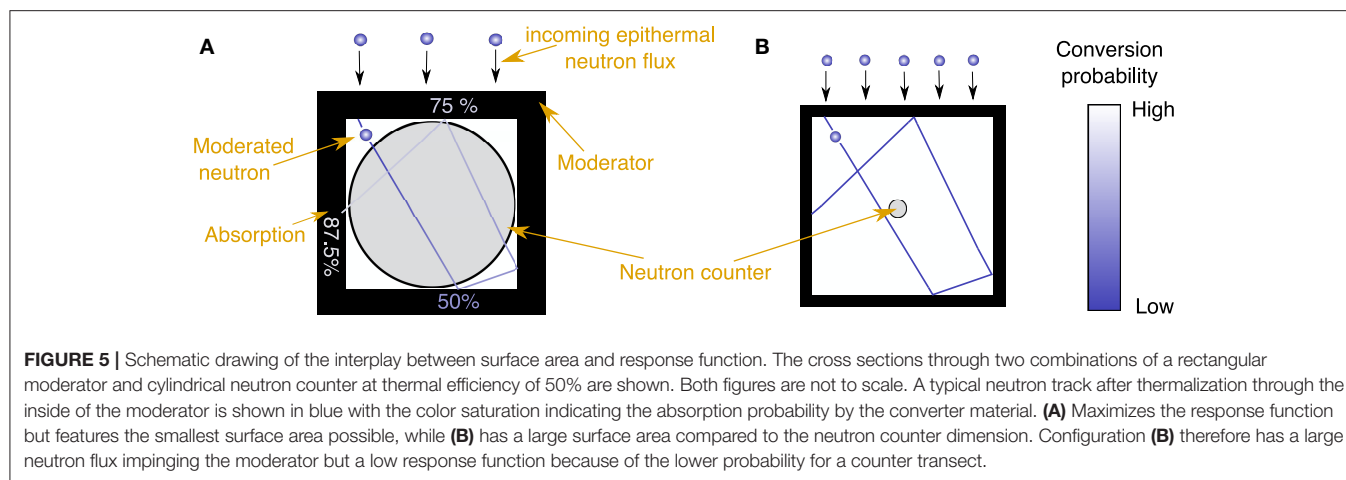 A
incoming epithermal
neutron flux
75 %
Moderated
neutron
Moderator
Absorption
87.5%
Neutron counter
50%
B
Conversion
probability
High
Low
FIGURE 5 | Schematic drawing of the interplay between surface area and response function. The cross sections through two combinations of a rectangular
moderator and cylindrical neutron counter at thermal efficiency of 50% are shown. Both figures are not to scale. A typical neutron track after thermalization through the
inside of the moderator is shown in blue with the color saturation indicating the absorption probability by the converter material. (A) Maximizes the response function
but features the smallest surface area possible, while (B) has a large surface area compared to the neutron counter dimension. Configuration (B) therefore has a large
neutron flux impinging the moderator but a low response function because of the lower probability for a counter transect.